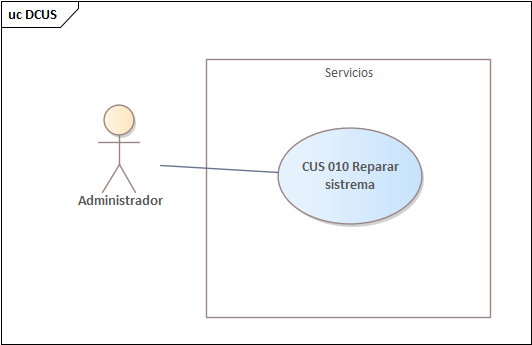 uc DCUS
Servicios
CUS 010 Reparar
sistrema
Administrador